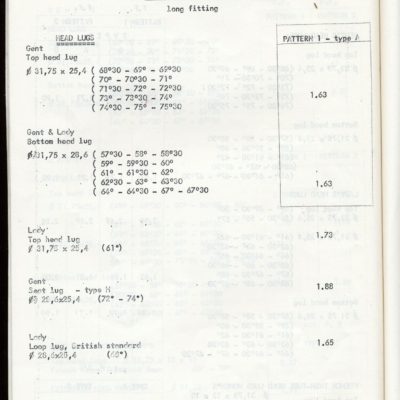 long fitting
HEAD LUGS
PATTERN 1 - type A
Gent
Top head lug
Ø 31,75 x 25,4 ( 68°30 - 69° - 69°30
( 70° - 70°30 - 71°
( 71°30 - 72° - 72°30
( 73° - 73°30 - 74°
( 74°30 - 75° - 75°30
1.63
Gent & Lady
Bottom head lug
Ø 31,75 x 28,6 ( 57°30 - 58° - 58°30
( 59° - 59°30 - 60°
( 61° - 61°30 - 62°
( 62°30 - 63° - 63°30
( 64° - 64°30 - 67° - 67°30
1.63
Lady
Top head lug
Ø 31,75 x 25,4 (61°)
1.73
Gent
Seat lug - type H
Ø 28,6x25,4 (72° - 74°)
1.88
Lady
Loop lug, British standard
Ø 28,6x25,4 (68°)
1.65